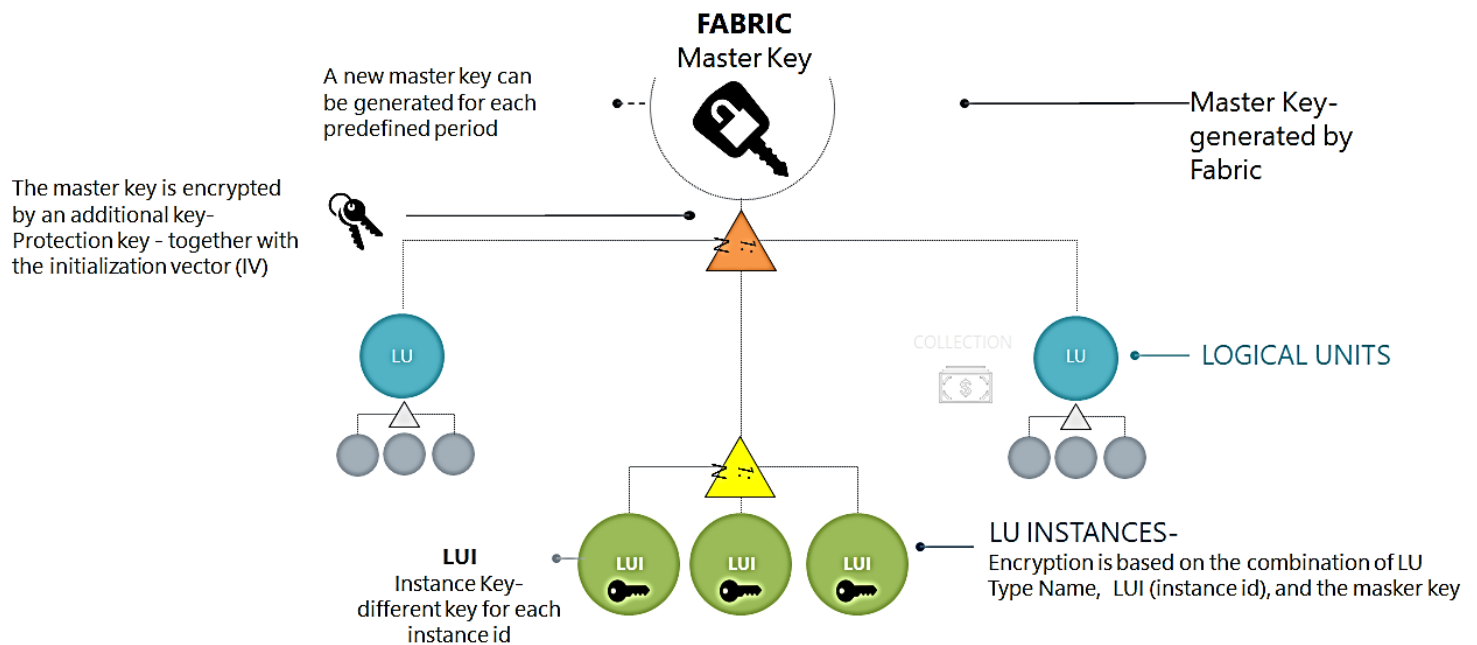 FABRIC
Master Key
A new master key can
be generated for each
predefined period
Master Key-
generated by
Fabric
The master key is encrypted
by an additional key-
Protection key - together with
the initialization vector (IV)
1:N
LU
COLLECTION
$
LU
LOGICAL UNITS
1:N
LUI
LUI
LUI
LUI
Instance Key-
different key for each
instance id
LU INSTANCES-
Encryption is based on the combination of LU
Type Name, LUI (instance id), and the masker key